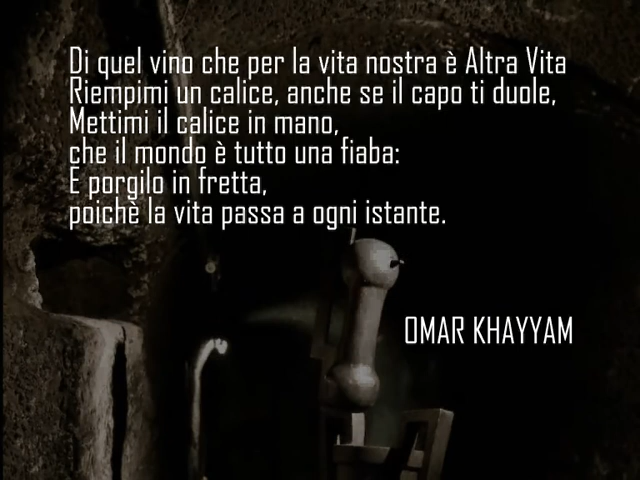 Di quel vino che per la vita nostra è Altra Vita
Riempimi un calice, anche se il capo ti duole,
Mettimi il calice in mano,
che il mondo è tutto una fiaba:
E porgilo in fretta,
poichè la vita passa a ogni istante.
OMAR KHAYYAM